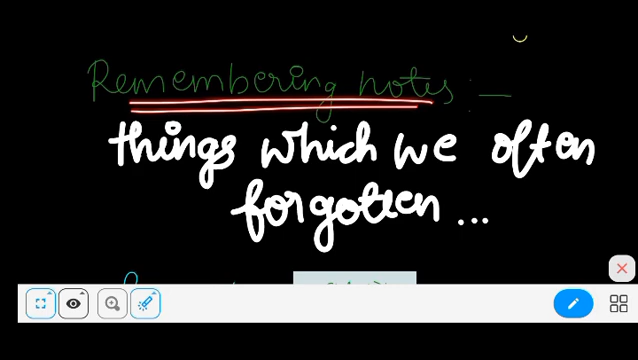 Remembering notes :-
things which we often
forgotten ...